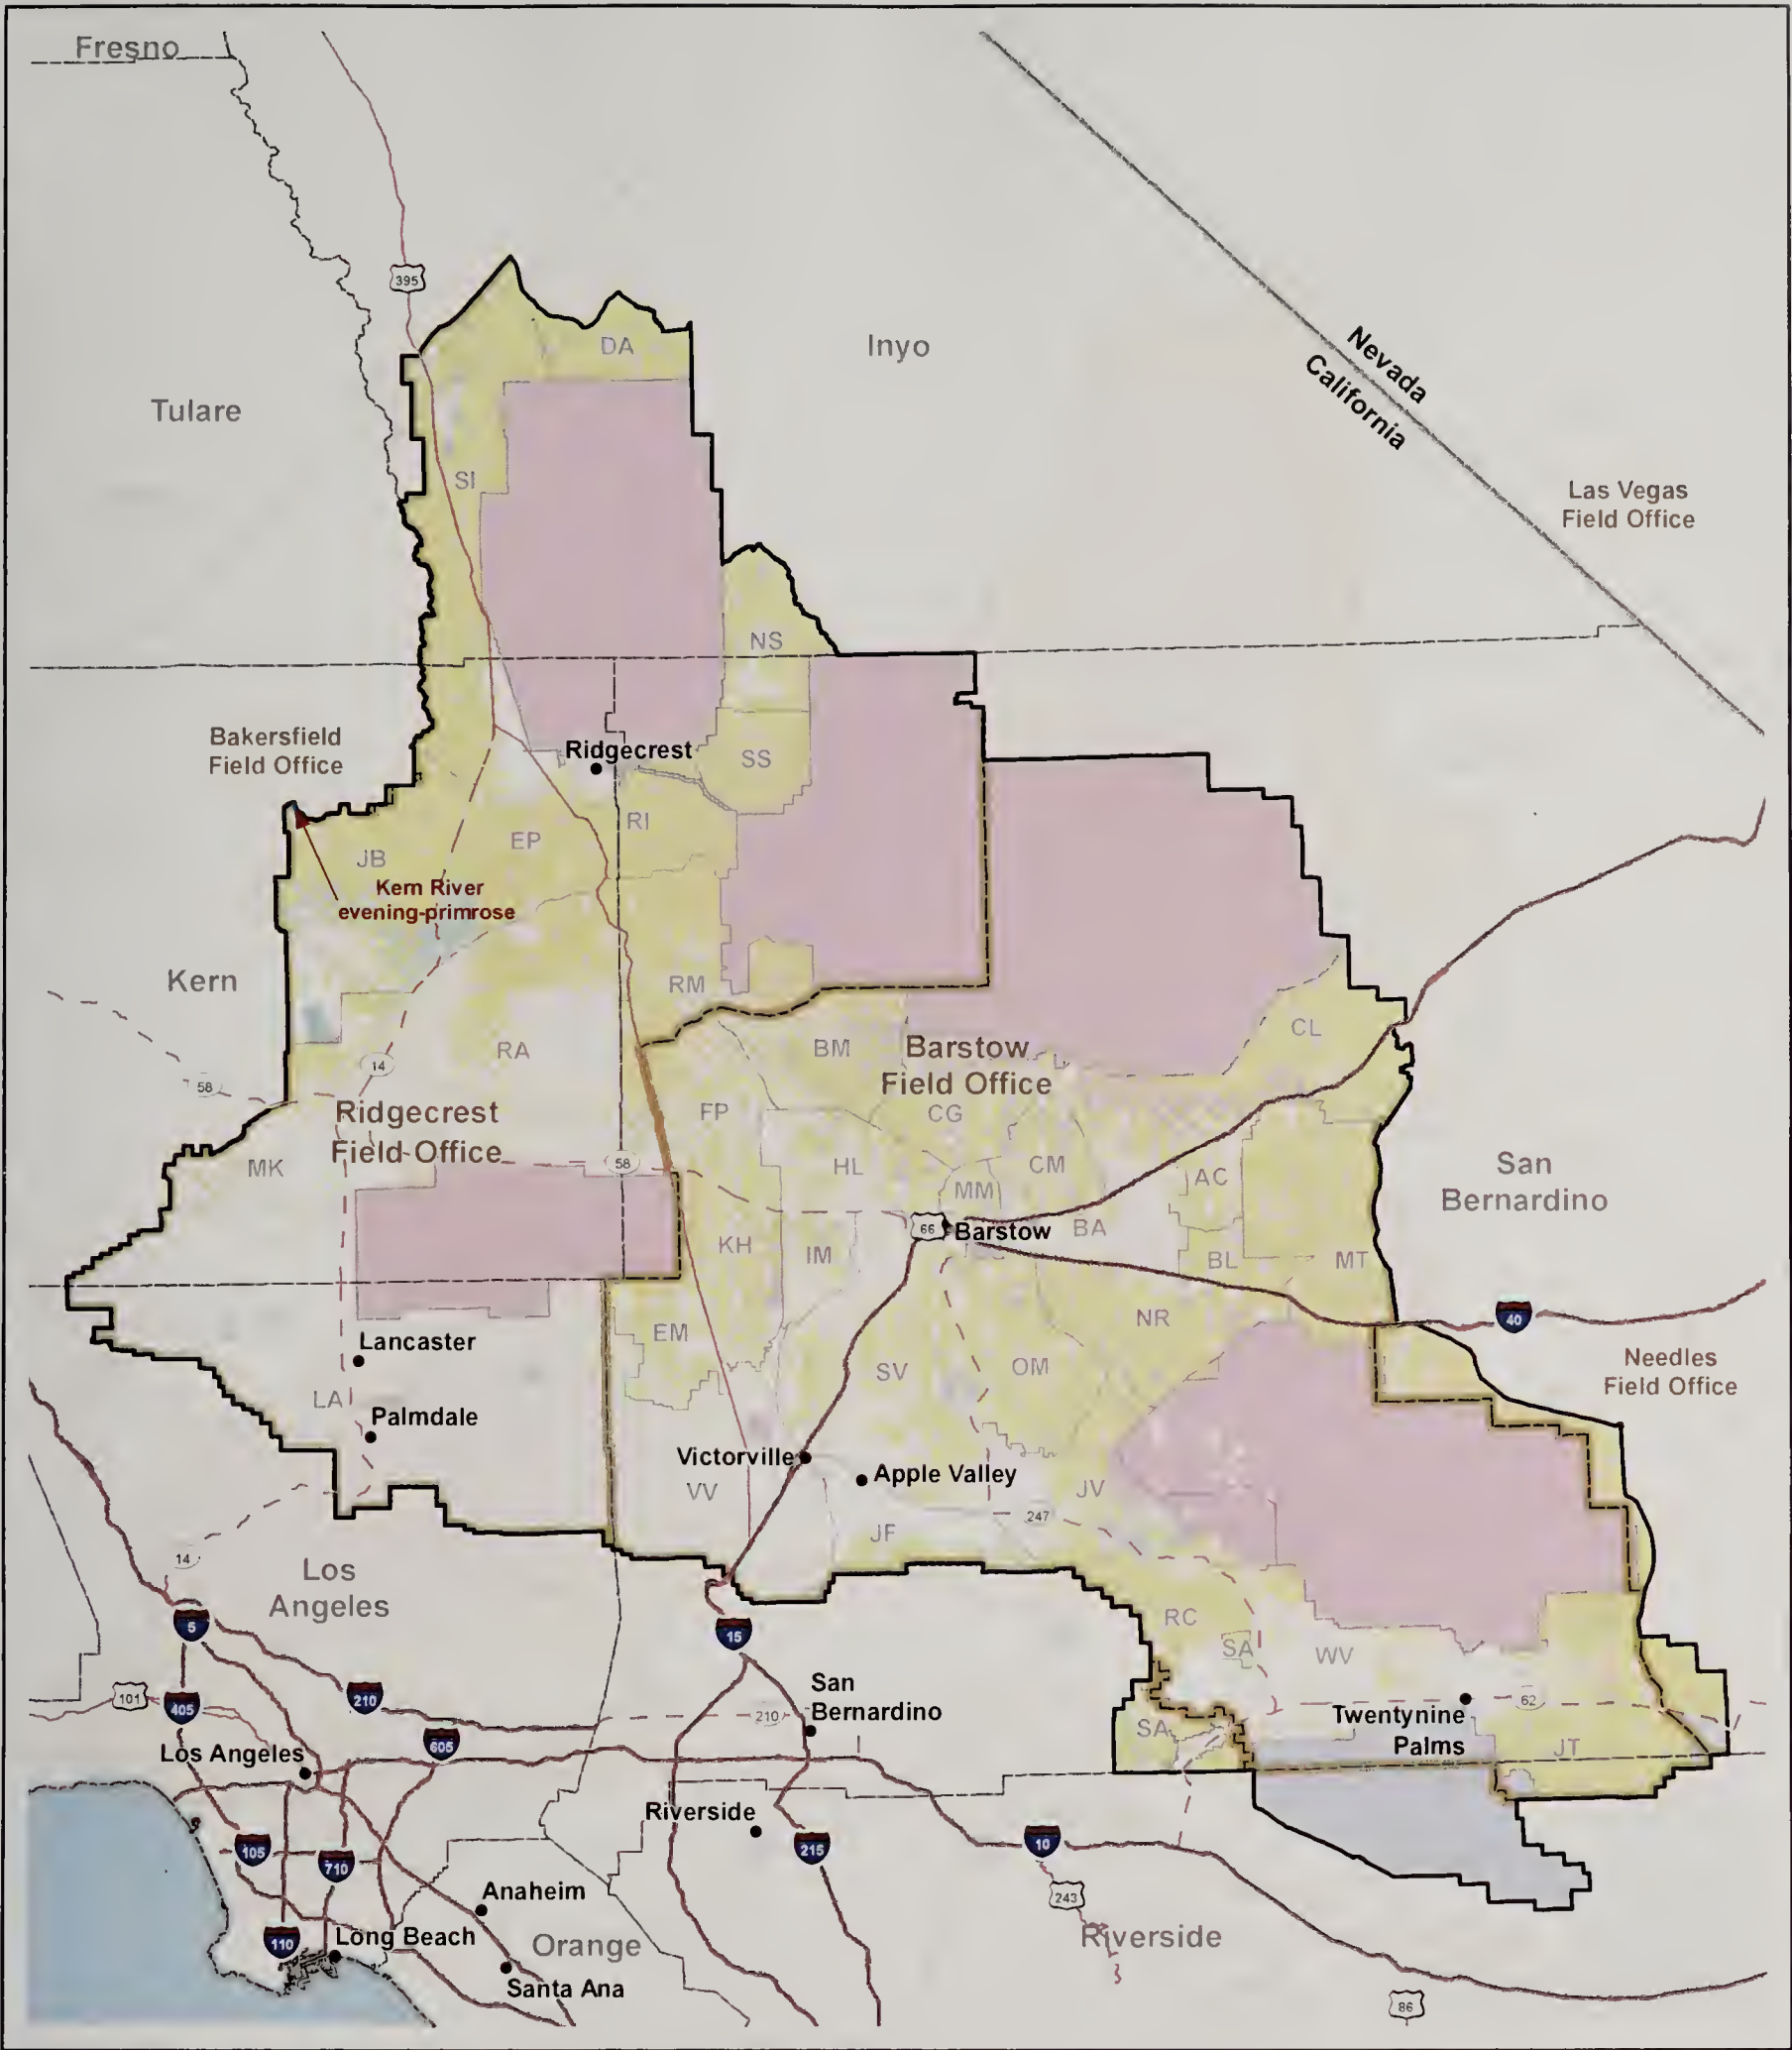 Fresno
395
Inyo
DA
Nevada
California
Tulare
SI
Las Vegas
Field Office
NS
Bakersfield
Field Office
Ridgecrest
SS
RI
EP
JB
Kern River
evening-primrose
Kern
RM
CL
RA
BM
Barstow
Field Office
14
58
Ridgecrest
Field Office
FP
CG
MK
58
HL
CM
MM
AC
San
Bernardino
66
Barstow
BA
KH
IM
BL
MT
NR
40
EM
Lancaster
SV
OM
Needles
Field Office
LA
Palmdale
Victorville
Apple Valley
VV
JV
247
JF
14
Los
Angeles
RC
5
15
SA
WV
101
405
210
San
Bernardino
210
62
Twentynine
Palms
SA
605
Los Angeles
JT
Riverside
105
710
215
10
Anaheim
243
110
Long Beach
Orange
Riverside
Santa Ana
86